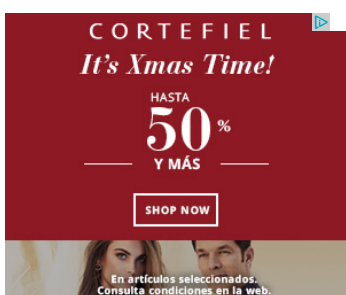 CORTEFIEL
It's Xmas Time!
HASTA
50%
Y MÁS
SHOP NOW
En artículos seleccionados.
Consulta condiciones en la web.